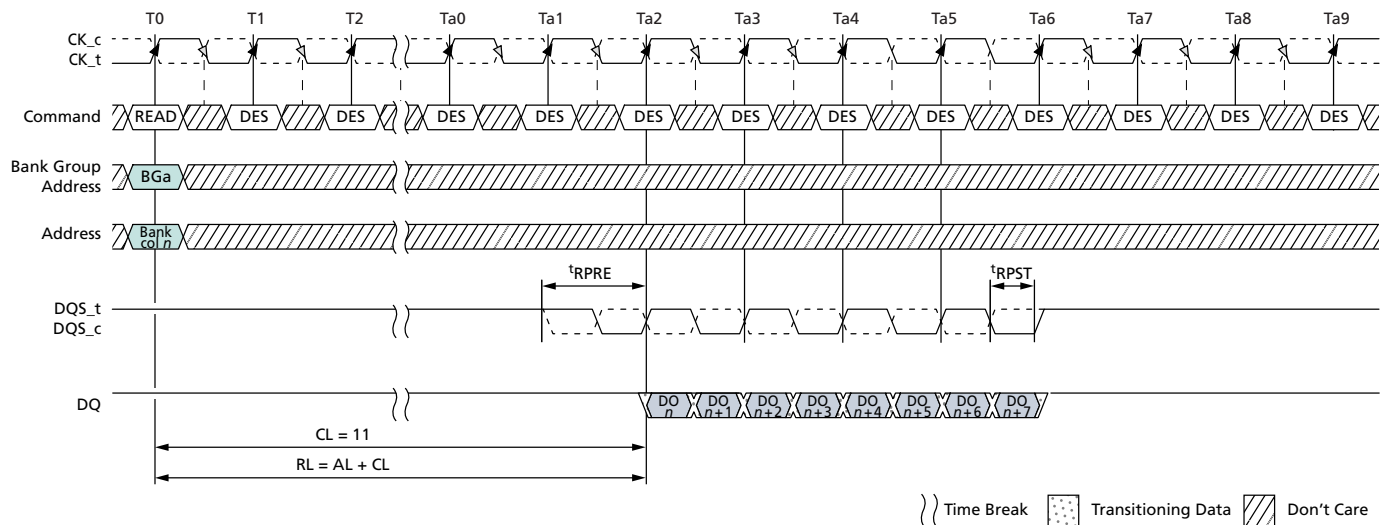 T0 T1 T2 Ta0 Ta1 Ta2 Ta3 Ta4 Ta5 Ta6 Ta7 Ta8 Ta9
CK_c
CK_t
Command READ DES DES DES DES DES DES DES DES DES DES DES DES
Bank Group
Address
BGa
Address
Bank
col n
tRPRE
tRPST
DQS_t
DQS_c
DQ
DO
n
DO
n+1
DO
n+2
DO
n+3
DO
n+4
DO
n+5
DO
n+6
DO
n+7
CL = 11
RL = AL + CL
Time Break Transitioning Data Don't Care